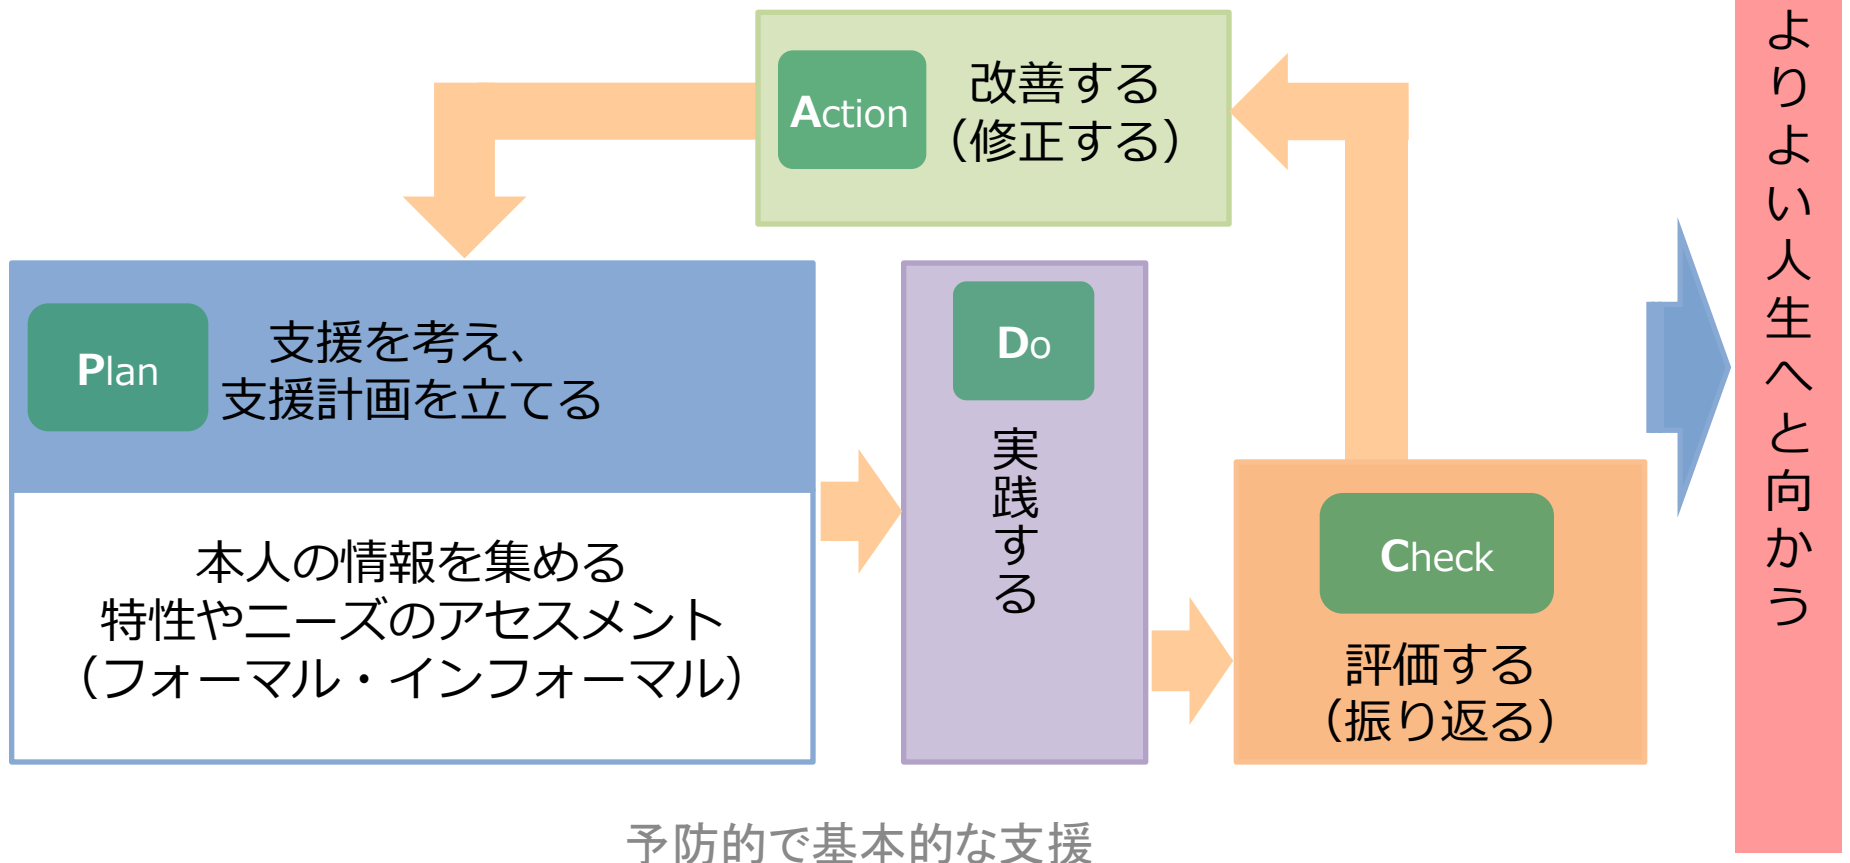 Action
改善する
（修正する）
Plan
支援を考え、
支援計画を立てる
本人の情報を集める
特性やニーズのアセスメント
（フォーマル・インフォーマル）
Do
実践する
Check
評価する
（振り返る）
よりよい人生へと向かう
予防的で基本的な支援